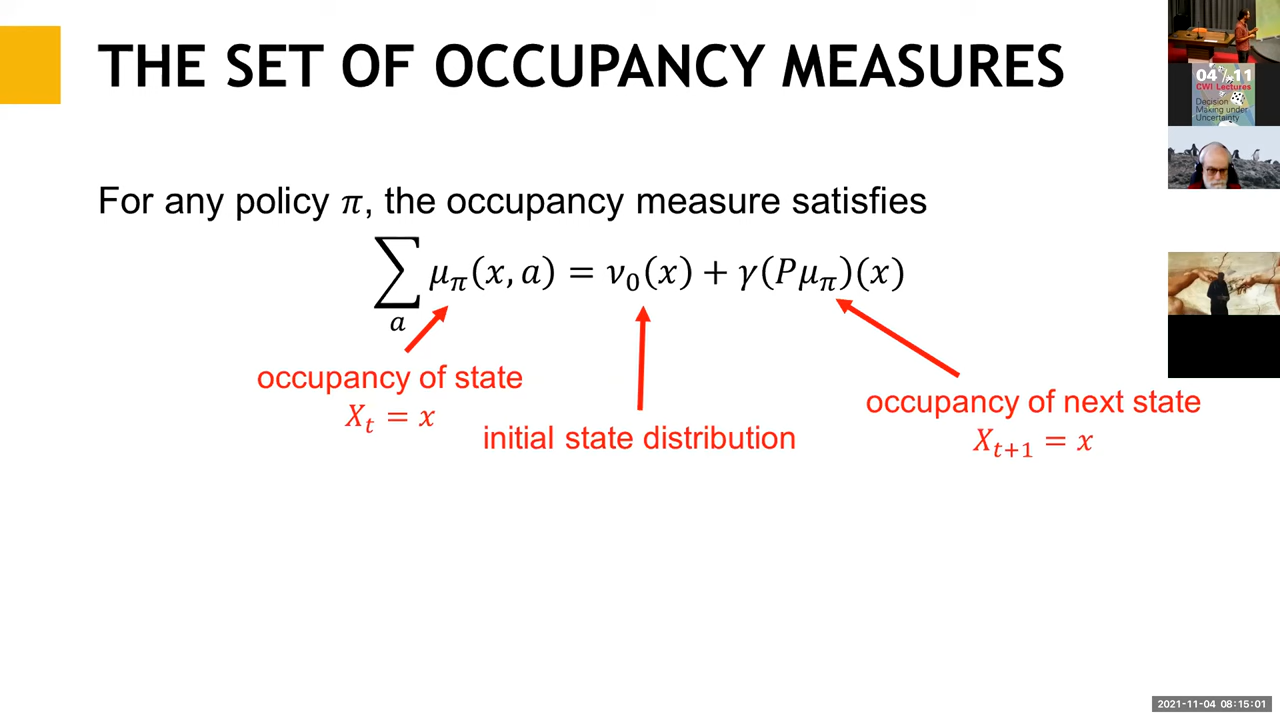 THE SET OF OCCUPANCY MEASURES
For any policy π, the occupancy measure satisfies
∑ₐ μ_π(x, a) = ν₀(x) + γ(Pμ_π)(x)
occupancy of state
X_t = x
initial state distribution
occupancy of next state
X_{t+1} = x
04 11
CWI Lectures
Decision
Making under
Uncertainty
2021-11-04 08:15:01